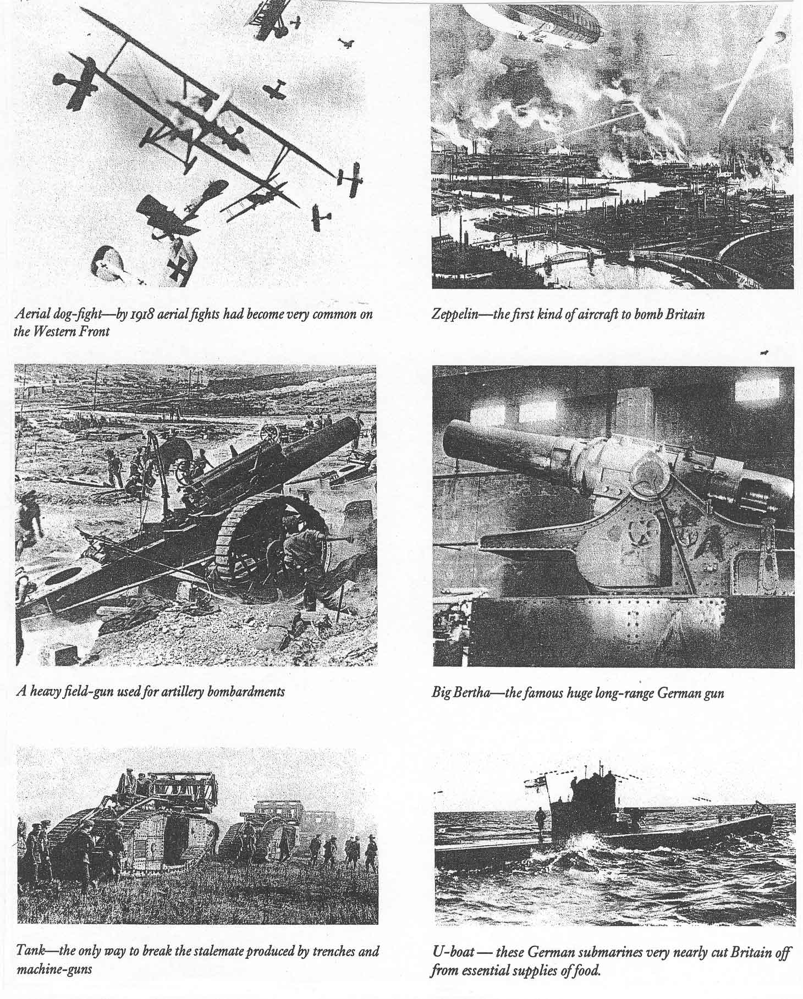 Aerial dog-fight—by 1918 aerial fights had become very common on
the Western Front
Zeppelin—the first kind of aircraft to bomb Britain
A heavy field-gun used for artillery bombardments
Big Bertha—the famous huge long-range German gun
Tank—the only way to break the stalemate produced by trenches and
machine-guns
U-boat — these German submarines very nearly cut Britain off
from essential supplies of food.